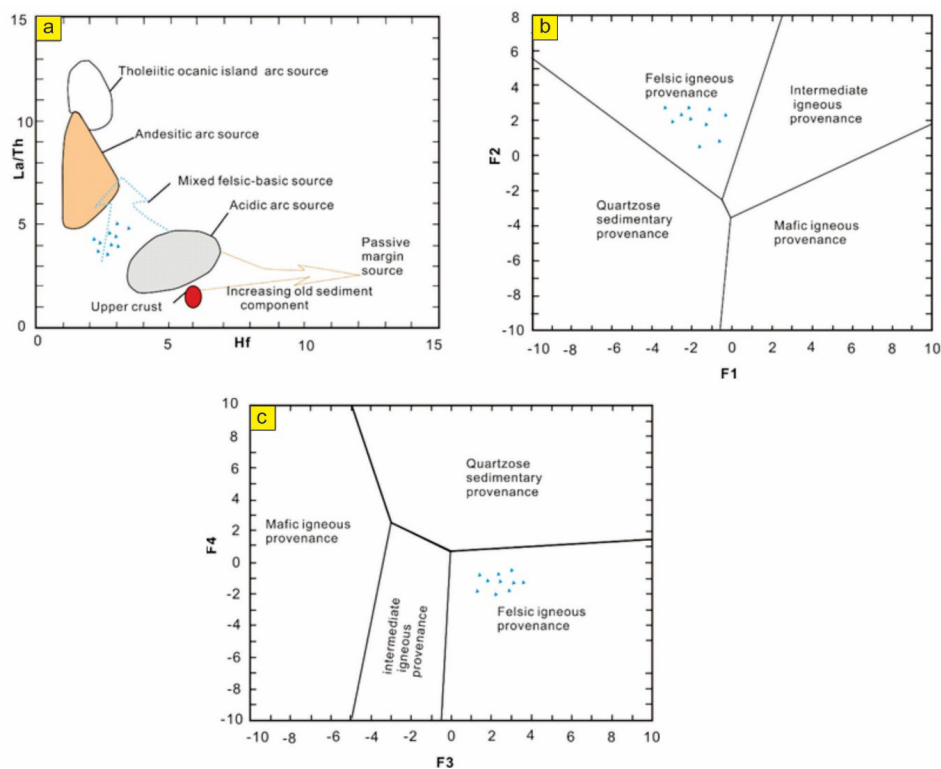 a
15
10
5
0
La/Th
Tholeiitic ocanic island arc source
Andesitic arc source
Mixed felsic-basic source
Acidic arc source
Passive
margin
source
Upper crust
Increasing old sediment
component
0
5
10
15
Hf
b
8
6
4
2
0
-2
-4
-6
-8
-10
F2
Felsic igneous
provenance
Intermediate
igneous
provenance
Quartzose
sedimentary
provenance
Mafic igneous
provenance
-10 -8 -6 -4 -2 0 2 4 6 8 10
F1
c
10
8
6
4
2
0
-2
-4
-6
-8
-10
F4
Quartzose
sedimentary
provenance
Mafic igneous
provenance
intermediate
igneous
provenance
Felsic igneous
provenance
-10 -8 -6 -4 -2 0 2 4 6 8 10
F3